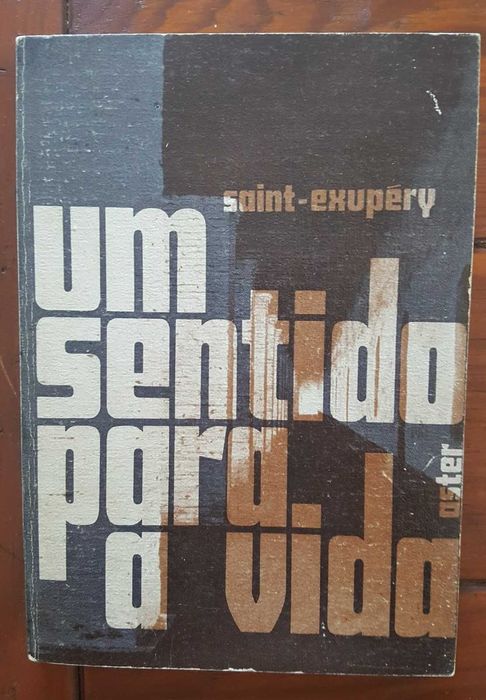 saint-exupéry
um
sentido
para
a vida
aster